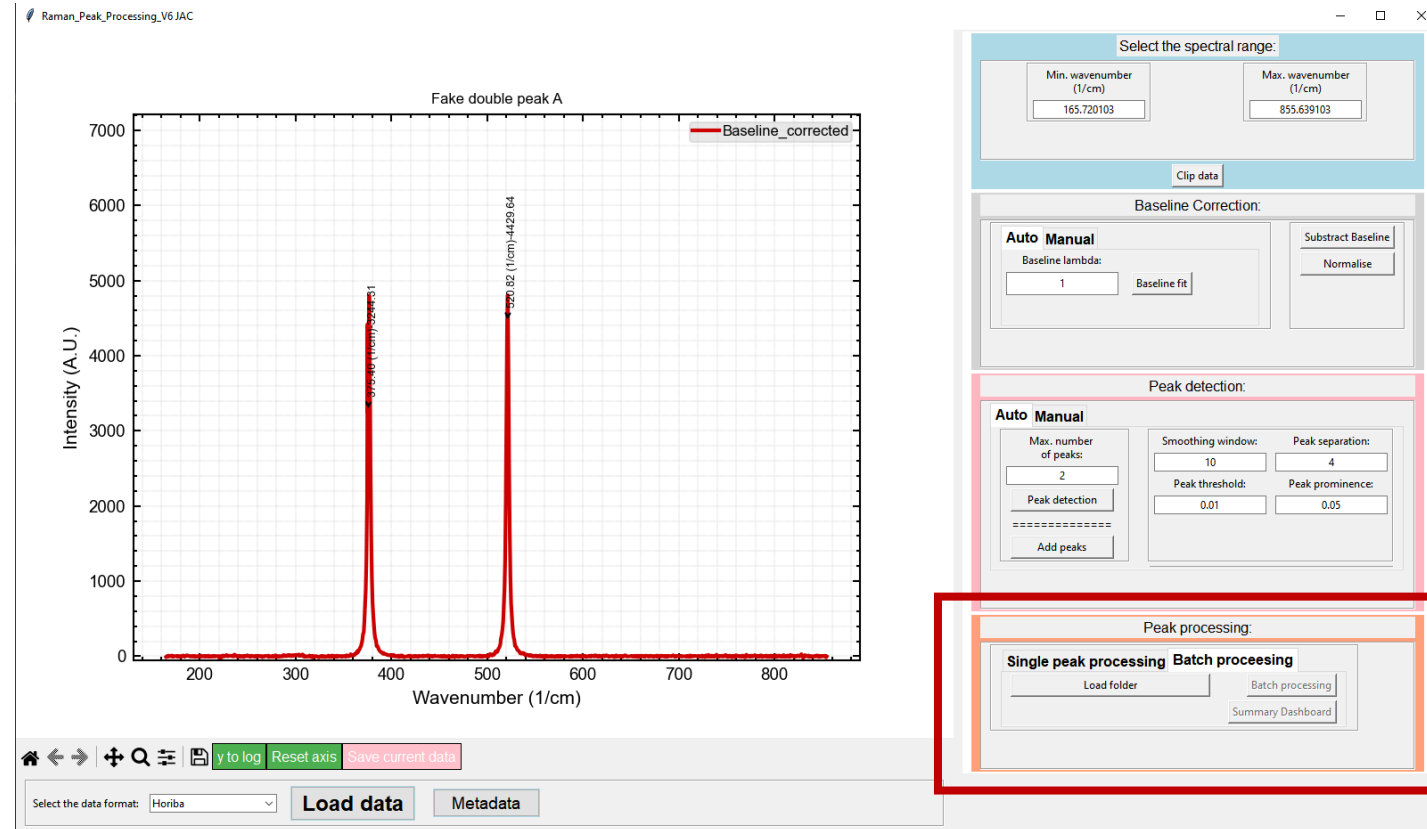 Raman_Peak_Processing_V6 JAC
Fake double peak A
Baseline_corrected
7000
6000
5000
4000
3000
2000
1000
0
Intensity (A.U.)
375.40 (1/cm)-3244.31
520.82 (1/cm)-4429.64
200 300 400 500 600 700 800
Wavenumber (1/cm)
y to log Reset axis Save current data
Select the data format: Horiba Load data Metadata
Select the spectral range:
Min. wavenumber
(1/cm)
165.720103
Max. wavenumber
(1/cm)
855.639103
Clip data
Baseline Correction:
Auto Manual
Baseline lambda:
1 Baseline fit
Substract Baseline
Normalise
Peak detection:
Auto Manual
Max. number
of peaks:
2
Peak detection
==============
Add peaks
Smoothing window: Peak separation:
10 4
Peak threshold: Peak prominence:
0.01 0.05
Peak processing:
Single peak processing Batch proceesing
Load folder Batch processing
Summary Dashboard